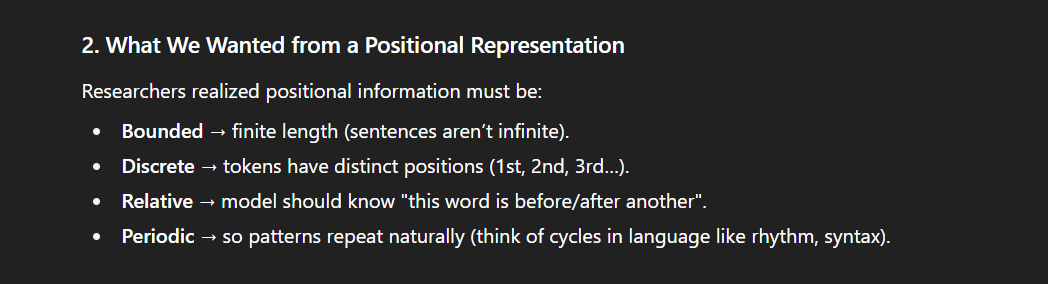 2. What We Wanted from a Positional Representation
Researchers realized positional information must be:
• Bounded → finite length (sentences aren’t infinite).
• Discrete → tokens have distinct positions (1st, 2nd, 3rd…).
• Relative → model should know "this word is before/after another".
• Periodic → so patterns repeat naturally (think of cycles in language like rhythm, syntax).